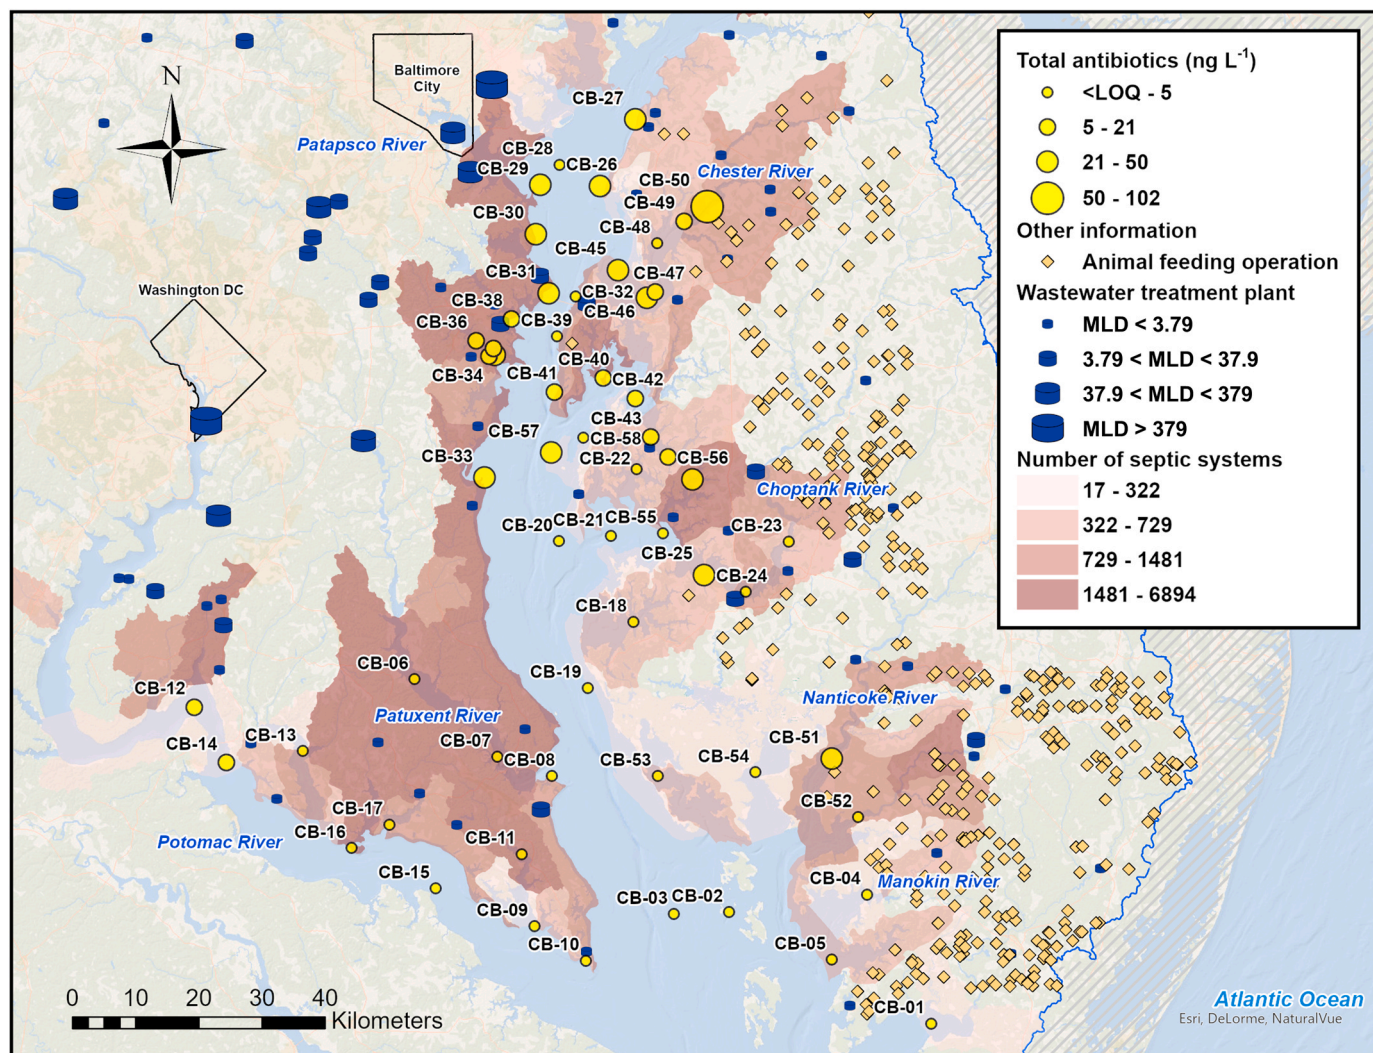 N
Baltimore
City
Patapsco River
Washington DC
CB-27
CB-28
CB-26
CB-29
CB-50
Chester River
CB-49
CB-30
CB-48
CB-45
CB-47
CB-31
CB-32
CB-38
CB-46
CB-39
CB-36
CB-40
CB-34
CB-41
CB-42
CB-43
CB-57
CB-58
CB-22
CB-56
CB-33
Choptank River
CB-20
CB-21
CB-55
CB-23
CB-25
CB-24
CB-18
CB-06
CB-19
CB-12
Nanticoke River
Patuxent River
CB-13
CB-07
CB-51
CB-14
CB-08
CB-53
CB-54
CB-52
CB-17
CB-16
CB-11
Potomac River
CB-15
CB-04
Manokin River
CB-03
CB-02
CB-09
CB-10
CB-05
CB-01
0 10 20 30 40
Kilometers
Atlantic Ocean
Esri, DeLorme, NaturalVue
Total antibiotics (ng L-1)
<LOQ - 5
5 - 21
21 - 50
50 - 102
Other information
Animal feeding operation
Wastewater treatment plant
MLD < 3.79
3.79 < MLD < 37.9
37.9 < MLD < 379
MLD > 379
Number of septic systems
17 - 322
322 - 729
729 - 1481
1481 - 6894